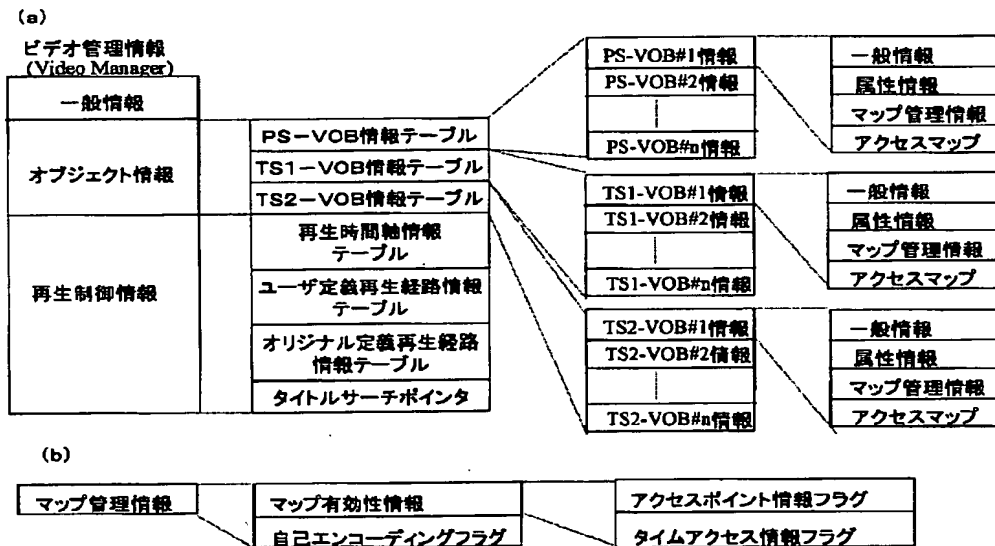 (a)
ビデオ管理情報
(Video Manager)
一般情報
オブジェクト情報
再生制御情報
PS-VOB情報テーブル
TS1-VOB情報テーブル
TS2-VOB情報テーブル
再生時間軸情報
テーブル
ユーザ定義再生経路情報
テーブル
オリジナル定義再生経路
情報テーブル
タイトルサーチポインタ
PS-VOB#1情報
PS-VOB#2情報
PS-VOB#n情報
一般情報
属性情報
マップ管理情報
アクセスマップ
TS1-VOB#1情報
TS1-VOB#2情報
TS1-VOB#n情報
一般情報
属性情報
マップ管理情報
アクセスマップ
TS2-VOB#1情報
TS2-VOB#2情報
TS2-VOB#n情報
一般情報
属性情報
マップ管理情報
アクセスマップ
(b)
マップ管理情報
マップ有効性情報
自己エンコーディングフラグ
アクセスポイント情報フラグ
タイムアクセス情報フラグ